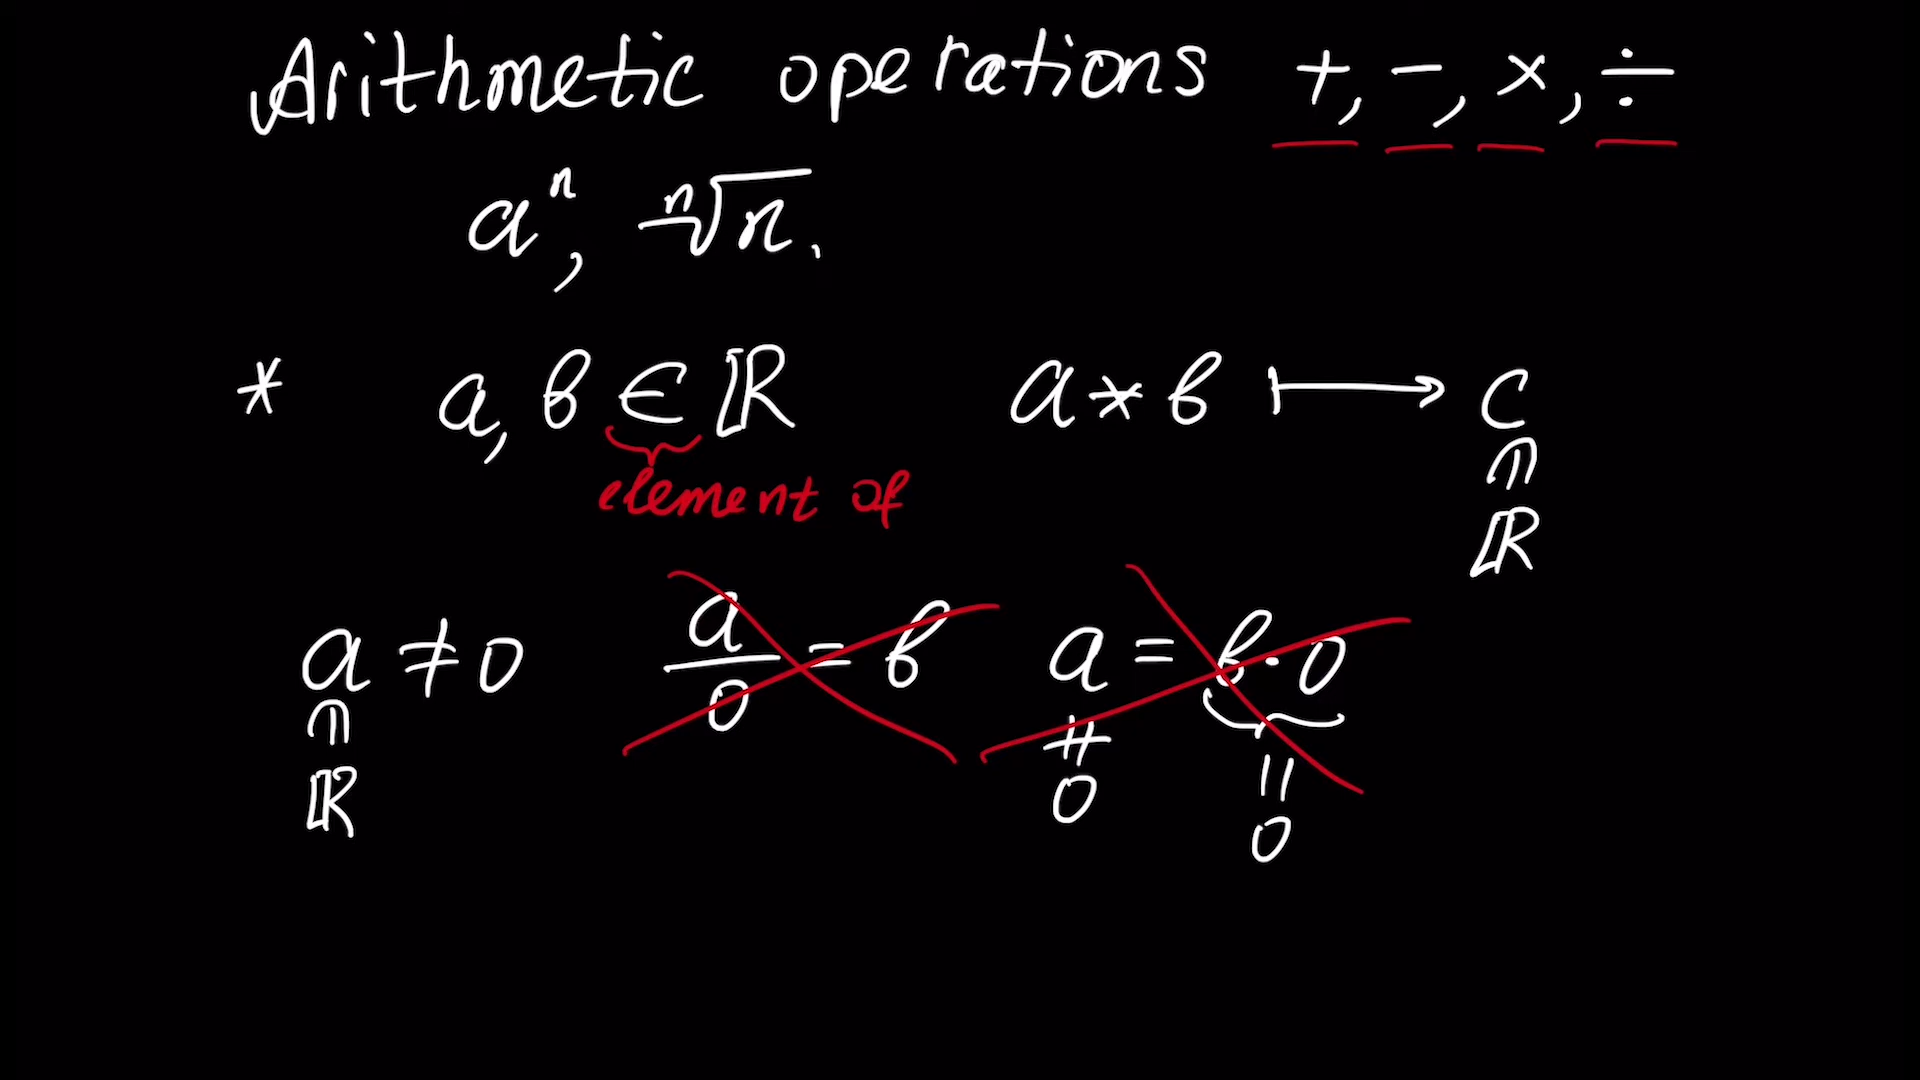 Arithmetic operations +, −, ×, ÷
aⁿ, ⁿ√n.
* a, b ∈ ℝ a * b ⟼ c
element of
∩
ℝ
a ≠ 0 a/0 = b a = b · 0
∩ ∦ ||
ℝ 0 0